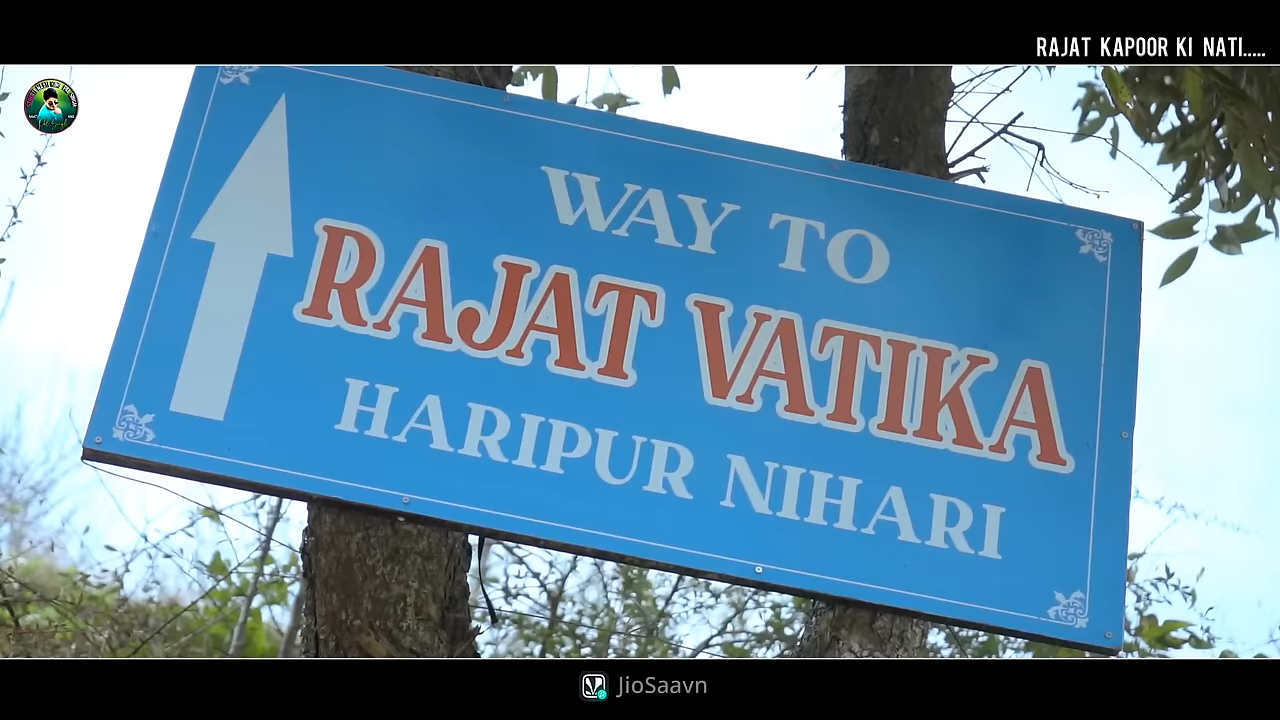 RAJAT KAPOOR KI NATI.....
WAY TO
RAJAT VATIKA
HARIPUR NIHARI
JioSaavn